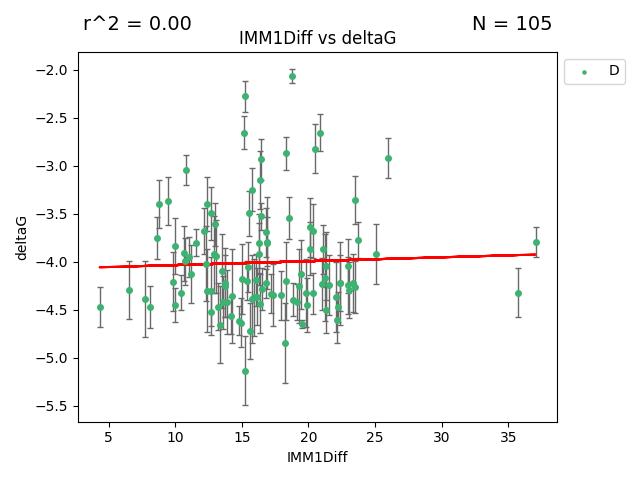 r^2 = 0.00
N = 105
IMM1Diff vs deltaG
D
−2.0
−2.5
−3.0
−3.5
−4.0
−4.5
−5.0
−5.5
deltaG
5 10 15 20 25 30 35
IMM1Diff